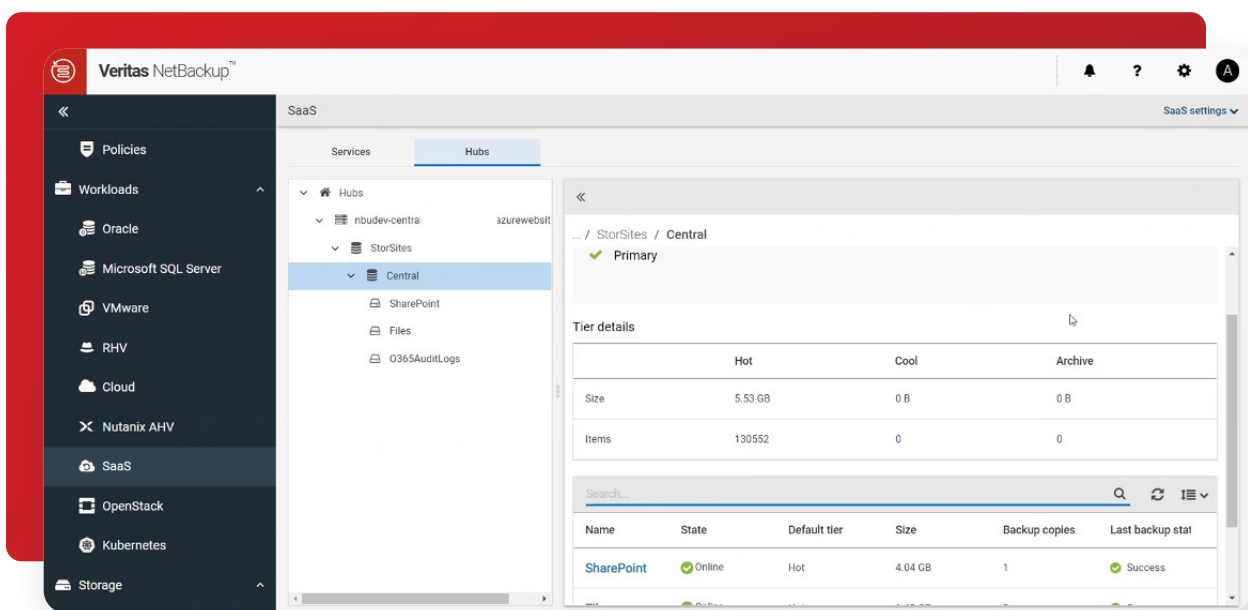 Veritas NetBackup™
?
A
SaaS
SaaS settings
Policies
Workloads
Oracle
Microsoft SQL Server
VMware
RHV
Cloud
Nutanix AHV
SaaS
OpenStack
Kubernetes
Storage
Services Hubs
Hubs
nbudev-central azurewebsit
StorSites
Central
SharePoint
Files
O365AuditLogs
... / StorSites / Central
Primary
Tier details
Hot Cool Archive
Size 5.53 GB 0 B 0 B
Items 130552 0 0
Search...
Name State Default tier Size Backup copies Last backup stat
SharePoint Online Hot 4.04 GB 1 Success